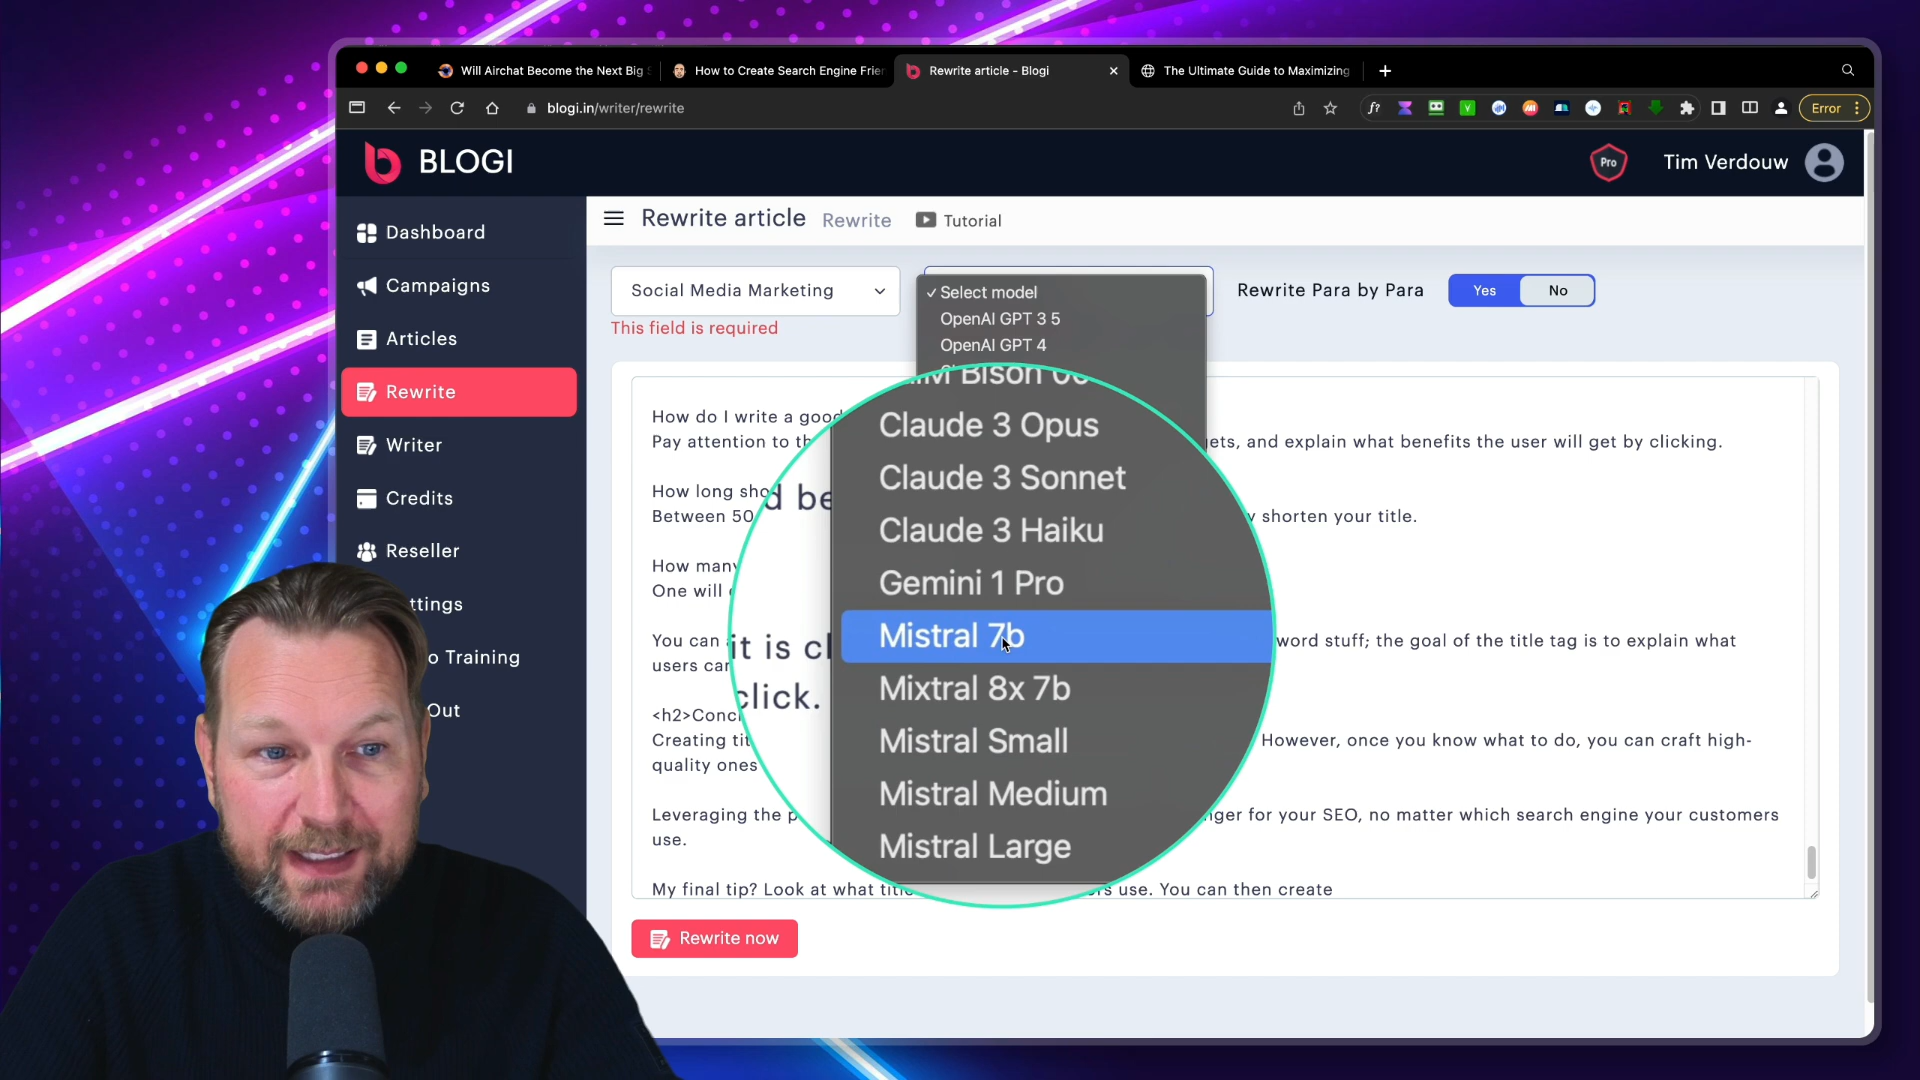 Will Airchat Become the Next Big S
How to Create Search Engine Frie
Rewrite article - Blogi
The Ultimate Guide to Maximizing
blogi.in/writer/rewrite
Error
BLOGI
Pro
Tim Verdouw
Dashboard
Campaigns
Articles
Rewrite
Writer
Credits
Reseller
ttings
o Training
Out
Rewrite article
Rewrite
Tutorial
Social Media Marketing
This field is required
Select model
OpenAI GPT 3 5
OpenAI GPT 4
Rewrite Para by Para
Yes
No
Bison
Claude 3 Opus
Claude 3 Sonnet
Claude 3 Haiku
Gemini 1 Pro
Mistral 7b
Mixtral 8x 7b
Mistral Small
Mistral Medium
Mistral Large
How do I write a good
Pay attention to th gets, and explain what benefits the user will get by clicking.
How long sho d be
Between 50 y shorten your title.
How many
One will
You can it is cl word stuff; the goal of the title tag is to explain what
users can click.
<h2>Conc
Creating tit However, once you know what to do, you can craft high-
quality ones
Leveraging the p nger for your SEO, no matter which search engine your customers
use.
My final tip? Look at what titl rs use. You can then create
Rewrite now